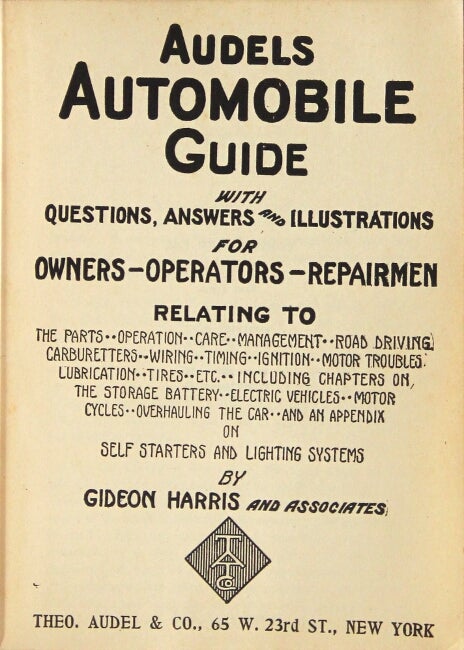 AUDELS
AUTOMOBILE
GUIDE
WITH
QUESTIONS, ANSWERS AND ILLUSTRATIONS
FOR
OWNERS-OPERATORS-REPAIRMEN
RELATING TO
THE PARTS··OPERATION··CARE··MANAGEMENT··ROAD DRIVING,
CARBURETTERS··WIRING··TIMING··IGNITION··MOTOR TROUBLES.
LUBRICATION··TIRES··ETC.·· INCLUDING CHAPTERS ON,
THE STORAGE BATTERY··ELECTRIC VEHICLES··MOTOR
CYCLES··OVERHAULING THE CAR··AND AN APPENDIX
ON
SELF STARTERS AND LIGHTING SYSTEMS
BY
GIDEON HARRIS AND ASSOCIATES,
TA
Co
THEO. AUDEL & CO., 65 W. 23rd ST., NEW YORK